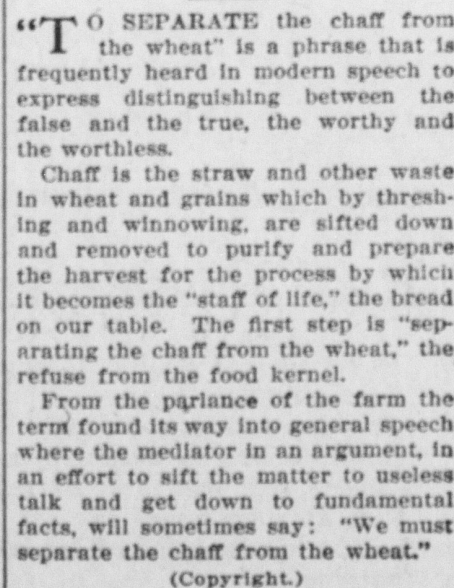 “TO SEPARATE the chaff from
the wheat” is a phrase that is
frequently heard in modern speech to
express distinguishing between the
false and the true, the worthy and
the worthless.
Chaff is the straw and other waste
in wheat and grains which by thresh-
ing and winnowing, are sifted down
and removed to purify and prepare
the harvest for the process by which
it becomes the “staff of life,” the bread
on our table. The first step is “sep-
arating the chaff from the wheat,” the
refuse from the food kernel.
From the parlance of the farm the
term found its way into general speech
where the mediator in an argument, in
an effort to sift the matter to useless
talk and get down to fundamental
facts, will sometimes say: “We must
separate the chaff from the wheat.”
(Copyright.)